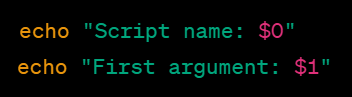 echo "Script name: $0"
echo "First argument: $1"